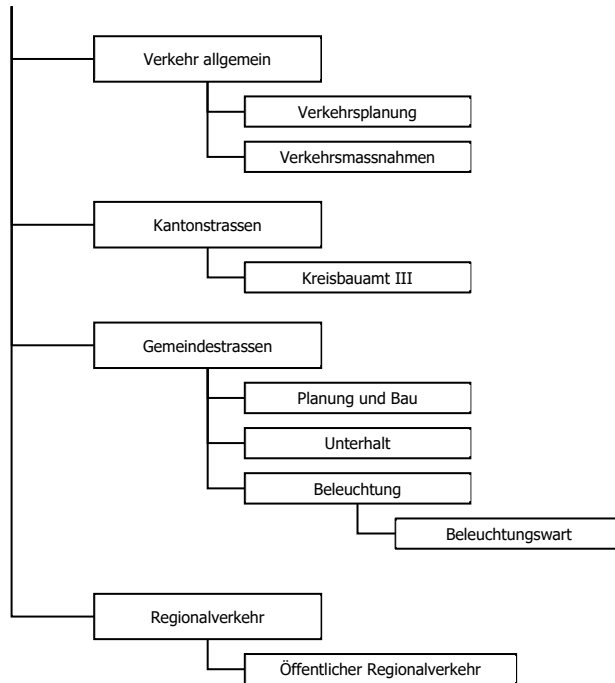 Verkehr allgemein
Verkehrsplanung
Verkehrsmassnahmen
Kantonstrassen
Kreisbauamt III
Gemeindestrassen
Planung und Bau
Unterhalt
Beleuchtung
Beleuchtungswart
Regionalverkehr
Öffentlicher Regionalverkehr